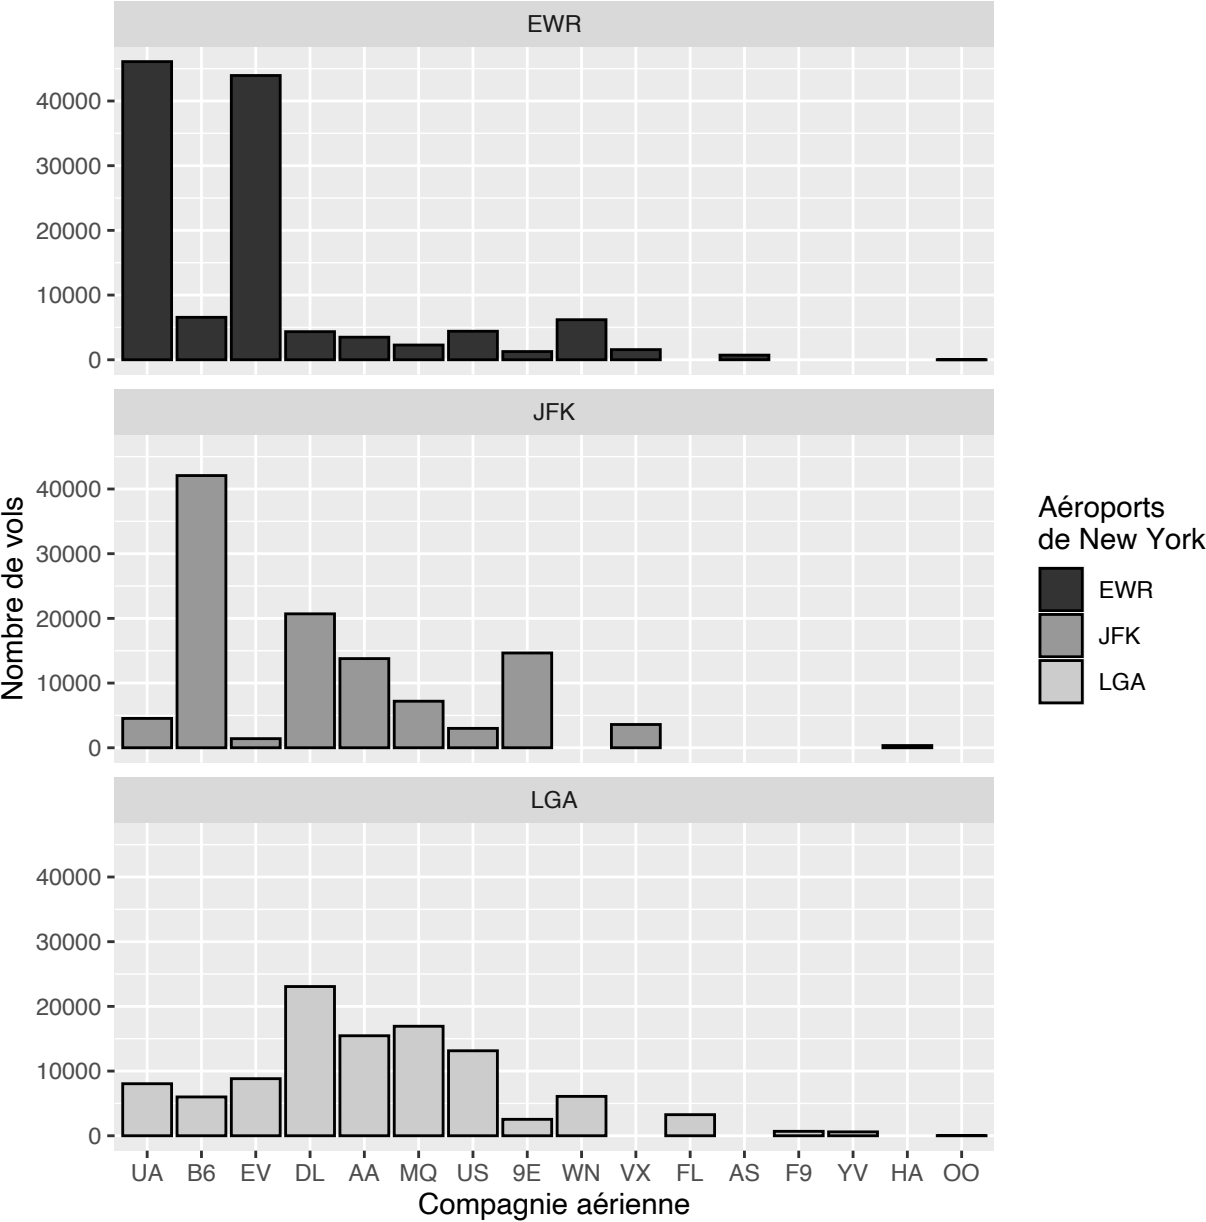 EWR
40000
30000
20000
10000
0
JFK
40000
30000
20000
10000
0
LGA
40000
30000
20000
10000
0
UA B6 EV DL AA MQ US 9E WN VX FL AS F9 YV HA OO
Compagnie aérienne
Nombre de vols
Aéroports
de New York
EWR
JFK
LGA